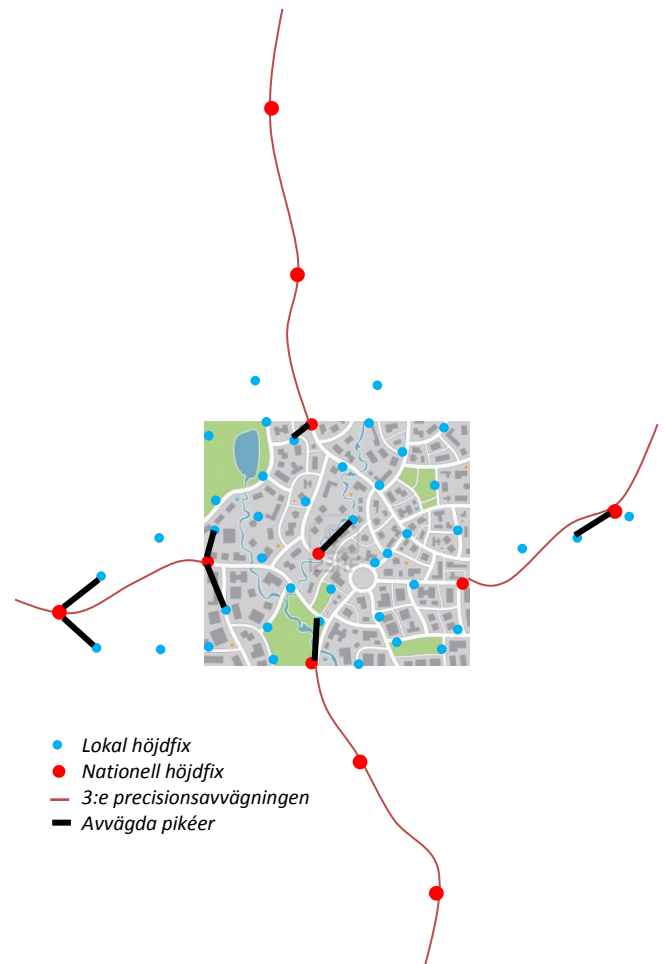 Lokal höjdfix
Nationell höjdfix
3:e precisionsavvägningen
Avvägda pikéer